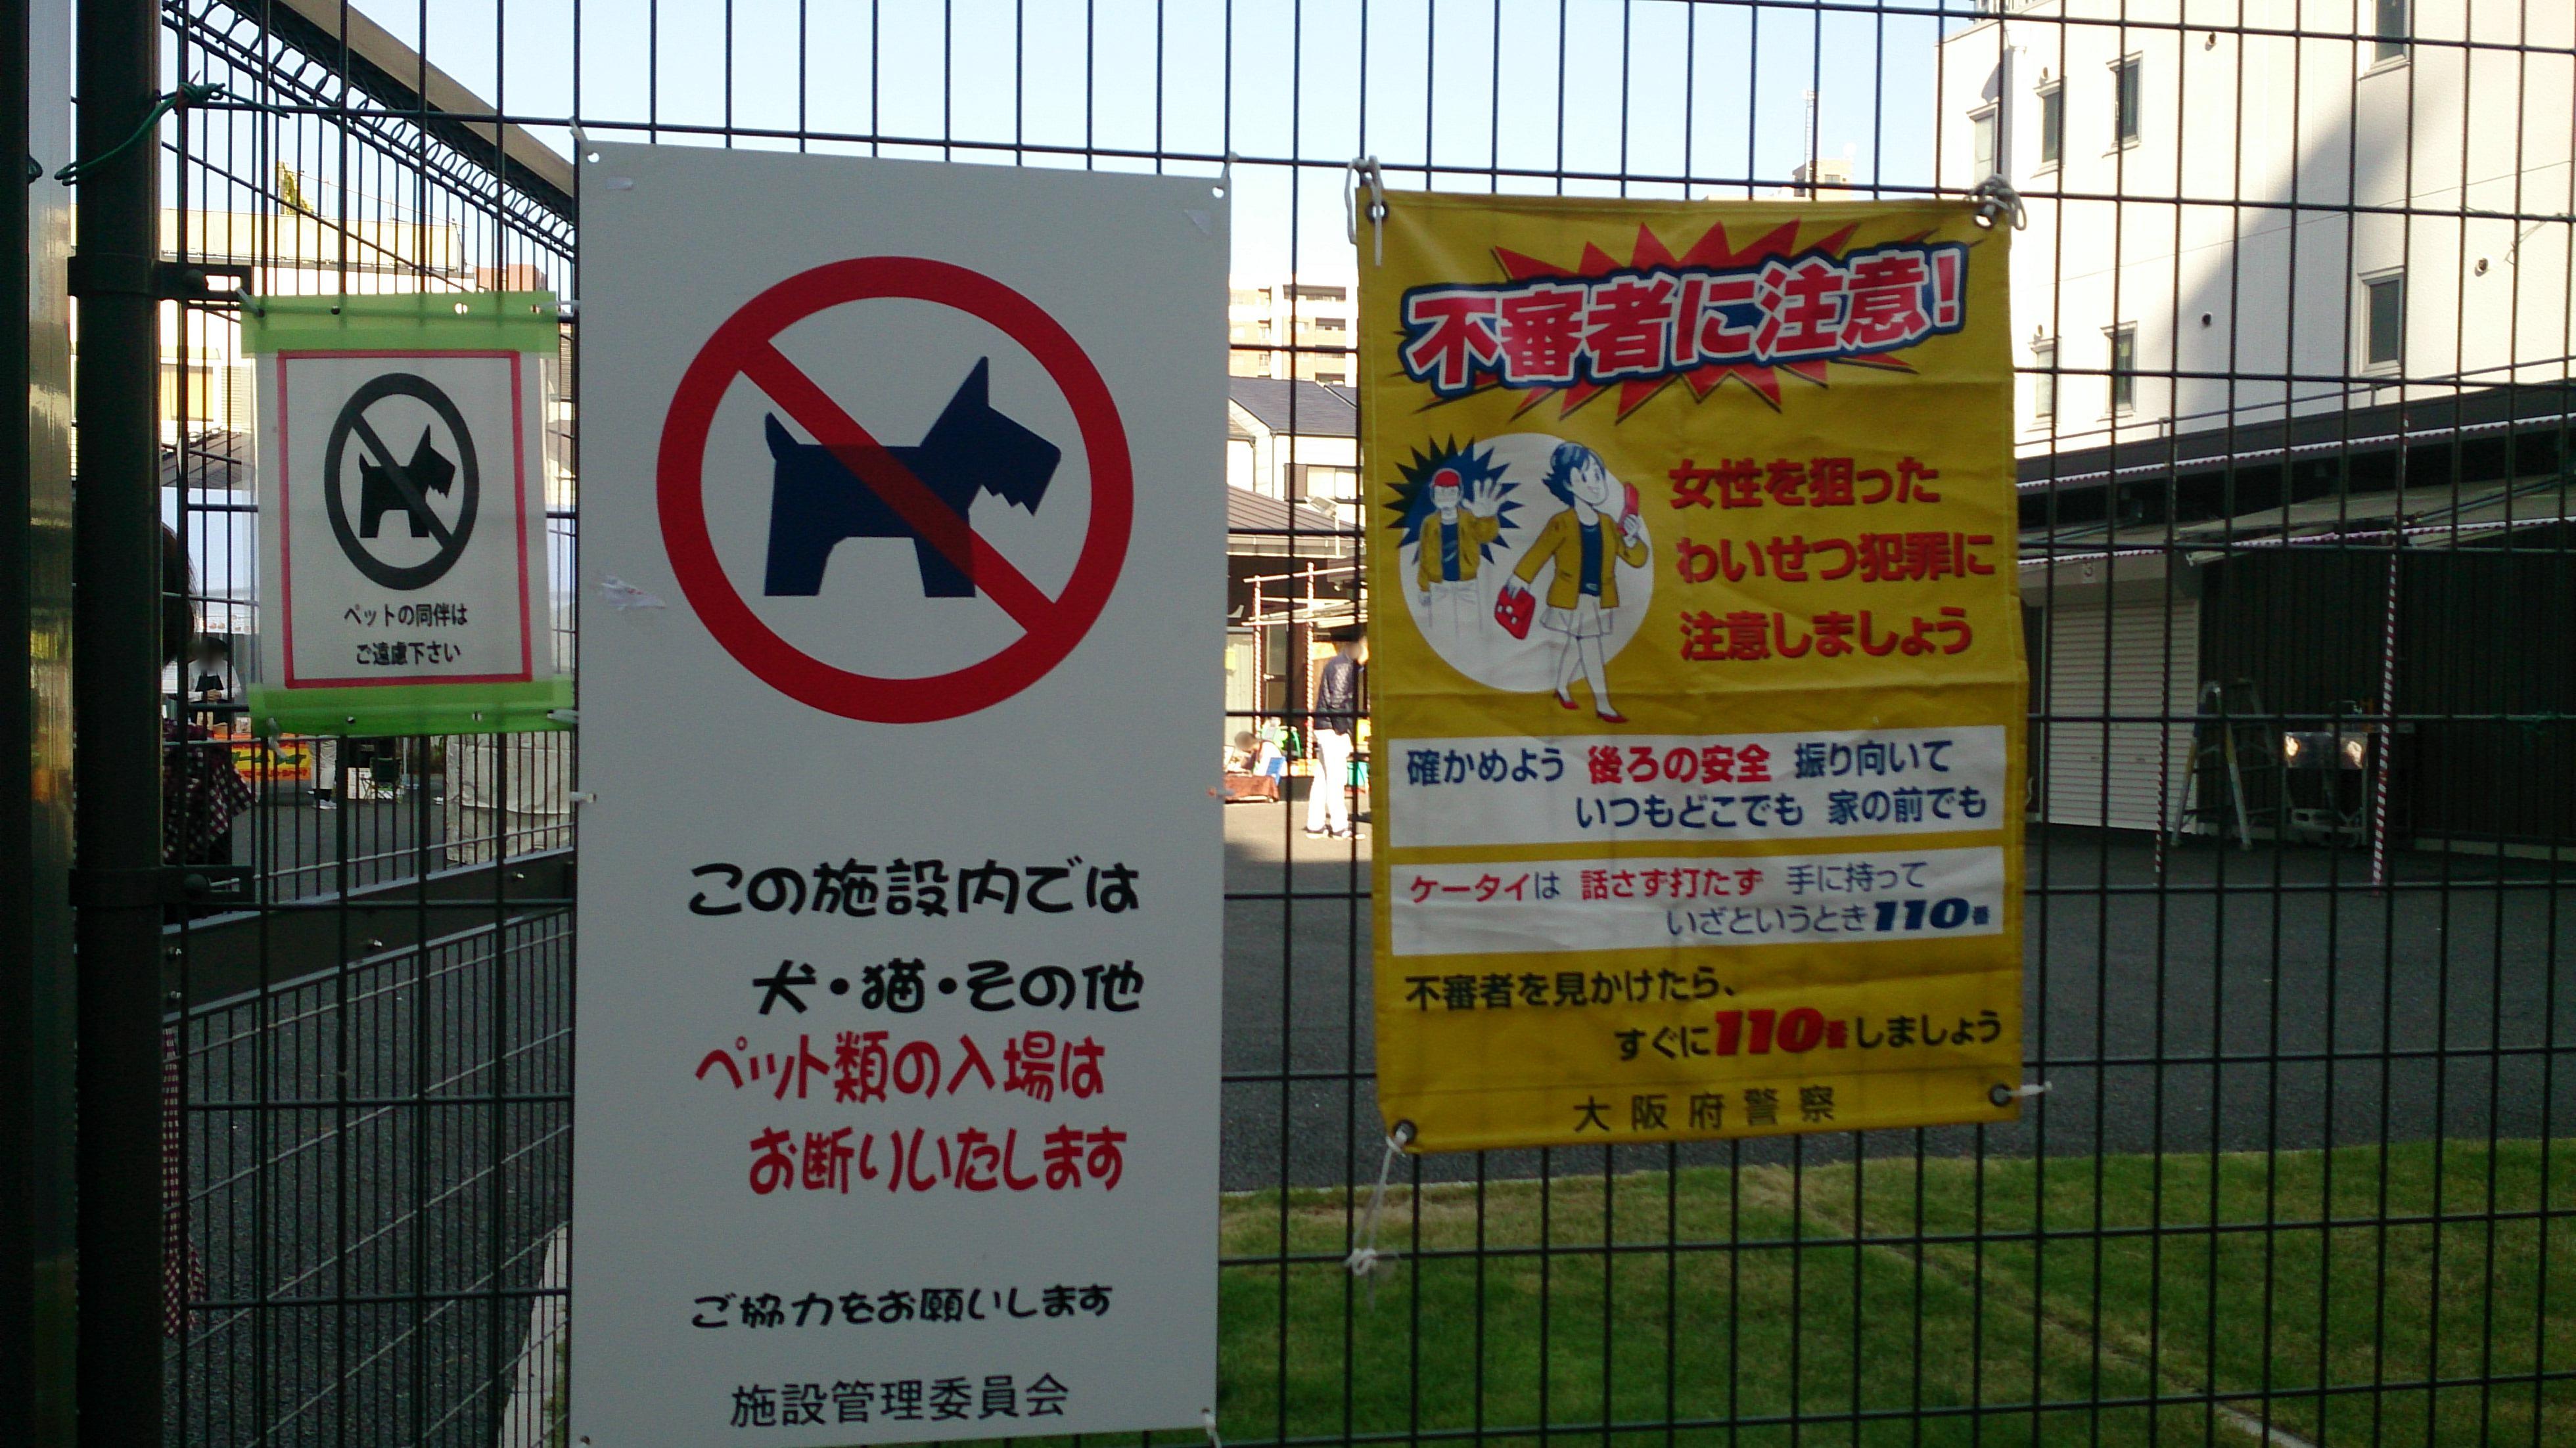 ペットの同伴は
ご遠慮下さい
この施設内では
犬・猫・その他
ペット類の入場は
お断りいたします
ご協力をお願いします
施設管理委員会
不審者に注意!
女性を狙った
わいせつ犯罪に
注意しましょう
確かめよう 後ろの安全 振り向いて
いつもどこでも 家の前でも
ケータイは 話さず打たず 手に持って
いざというとき110番
不審者を見かけたら、
すぐに110番しましょう
大阪府警察